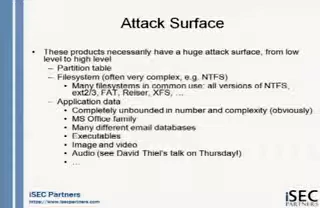 Attack Surface
• These products necessarily have a huge attack surface, from low
level to high level
– Partition table
– Filesystem (often very complex, e.g. NTFS)
• Many filesystems in common use: all versions of NTFS,
ext2/3, FAT, Reiser, XFS, …
– Application data
• Completely unbounded in number and complexity (obviously)
• MS Office family
• Many different email databases
• Executables
• Image and video
• Audio (see David Thiel's talk on Thursday!)
• …
iSEC Partners
https://www.isecpartners.com
iSEC
PARTNERS